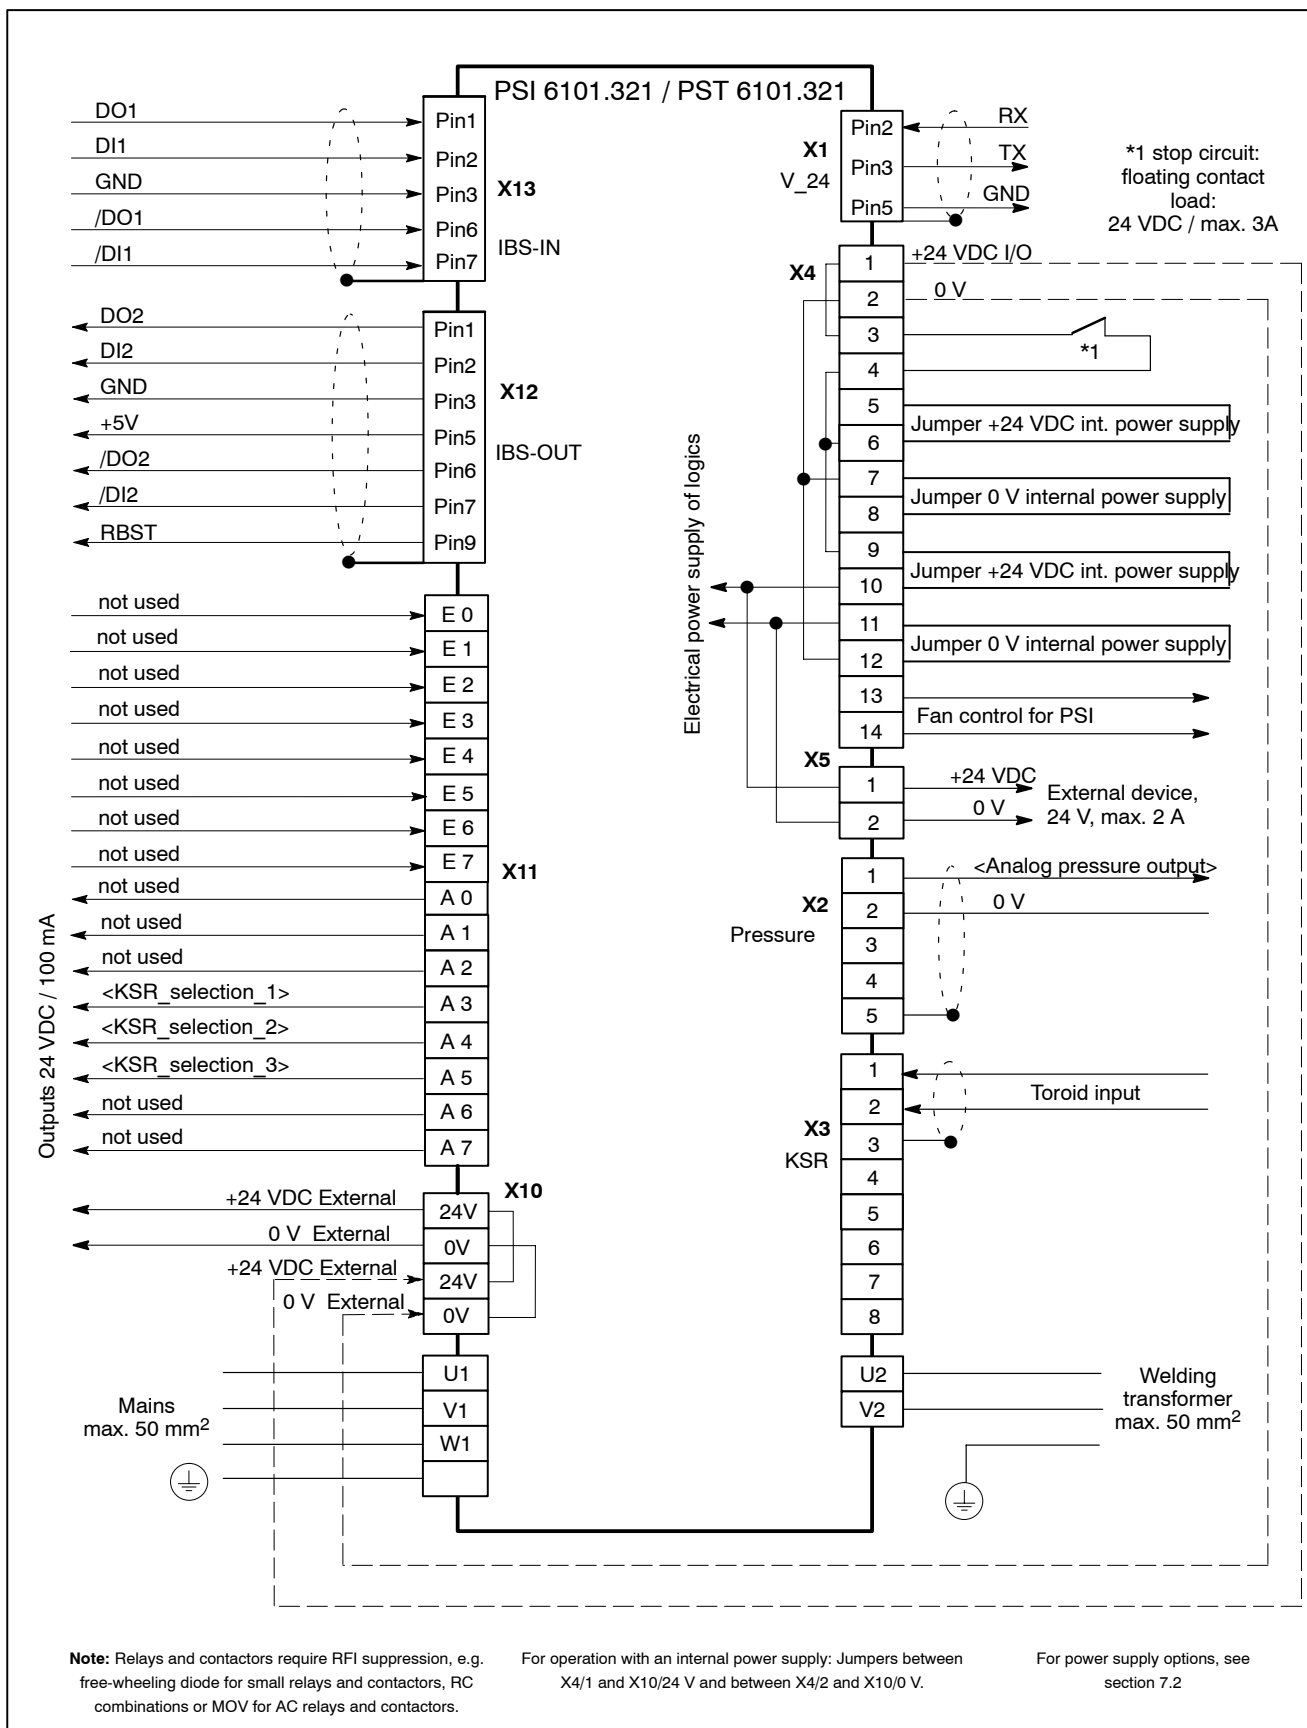 PSI 6101.321 / PST 6101.321
DO1
Pin1
DI1
Pin2
GND
Pin3
/DO1
Pin6
/DI1
Pin7
X13
IBS-IN
DO2
Pin1
DI2
Pin2
GND
Pin3
+5V
Pin5
/DO2
Pin6
/DI2
Pin7
RBST
Pin9
X12
IBS-OUT
not used
E 0
not used
E 1
not used
E 2
not used
E 3
not used
E 4
not used
E 5
not used
E 6
not used
E 7
X11
not used
A 0
not used
A 1
not used
A 2
<KSR_selection_1>
A 3
<KSR_selection_2>
A 4
<KSR_selection_3>
A 5
not used
A 6
not used
A 7
Outputs 24 VDC / 100 mA
X10
+24 VDC External
24V
0 V External
0V
+24 VDC External
24V
0 V External
0V
Mains
max. 50 mm2
U1
V1
W1
X1
V_24
Pin2
RX
Pin3
TX
Pin5
GND
*1 stop circuit:
floating contact
load:
24 VDC / max. 3A
X4
1
+24 VDC I/O
2
0 V
3
*1
4
5
Jumper +24 VDC int. power supply
6
7
Jumper 0 V internal power supply
8
9
Jumper +24 VDC int. power supply
10
11
Jumper 0 V internal power supply
12
13
Fan control for PSI
14
Electrical power supply of logics
X5
1
+24 VDC
2
0 V
External device,
24 V, max. 2 A
X2
Pressure
1
<Analog pressure output>
2
0 V
3
4
5
X3
KSR
1
Toroid input
2
3
4
5
6
7
8
U2
V2
Welding
transformer
max. 50 mm2
Note: Relays and contactors require RFI suppression, e.g.
free-wheeling diode for small relays and contactors, RC
combinations or MOV for AC relays and contactors.
For operation with an internal power supply: Jumpers between
X4/1 and X10/24 V and between X4/2 and X10/0 V.
For power supply options, see
section 7.2